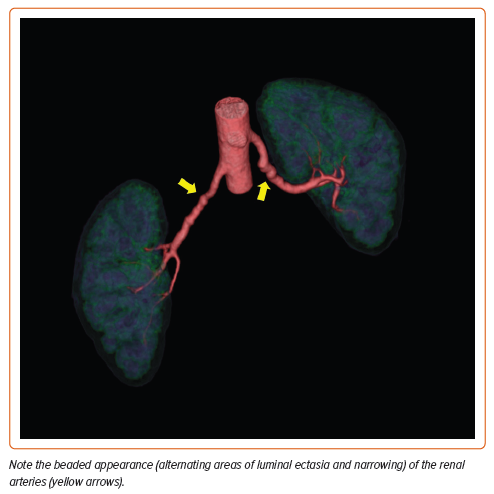 Note the beaded appearance (alternating areas of luminal ectasia and narrowing) of the renal
arteries (yellow arrows).